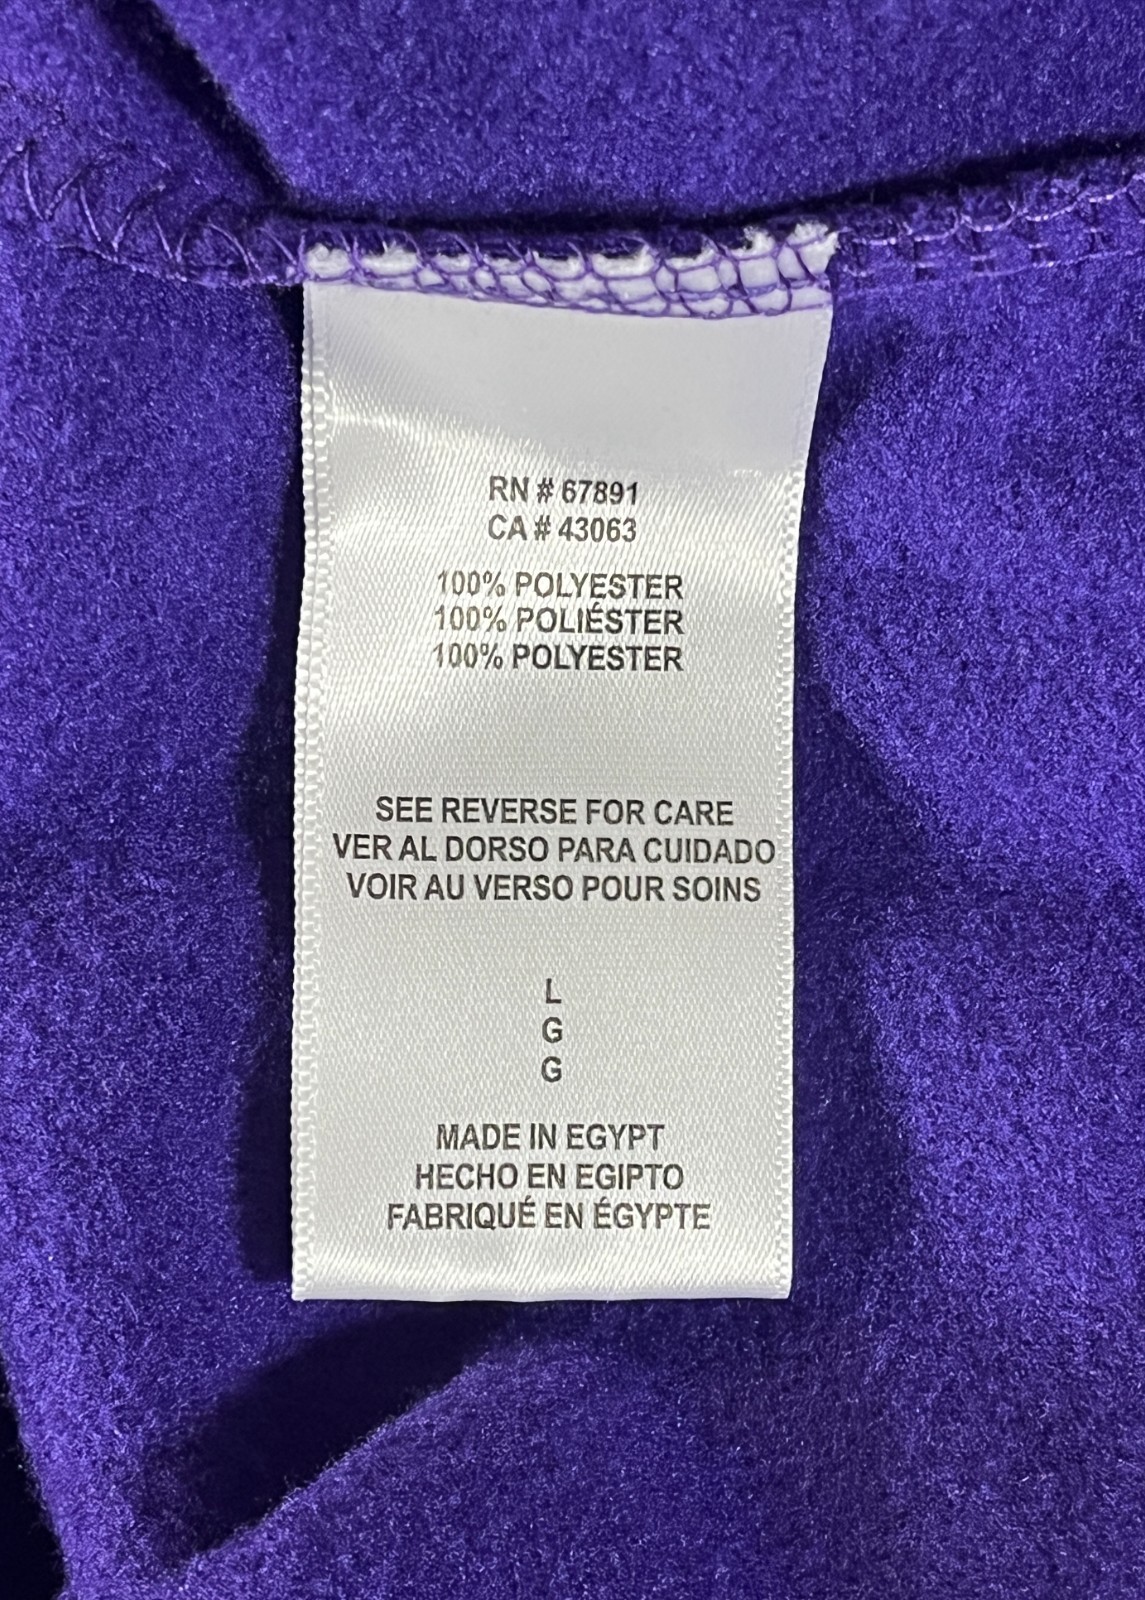 RN # 67891
CA # 43063
100% POLYESTER
100% POLIÉSTER
100% POLYESTER
SEE REVERSE FOR CARE
VER AL DORSO PARA CUIDADO
VOIR AU VERSO POUR SOINS
L
G
G
MADE IN EGYPT
HECHO EN EGIPTO
FABRIQUÉ EN ÉGYPTE